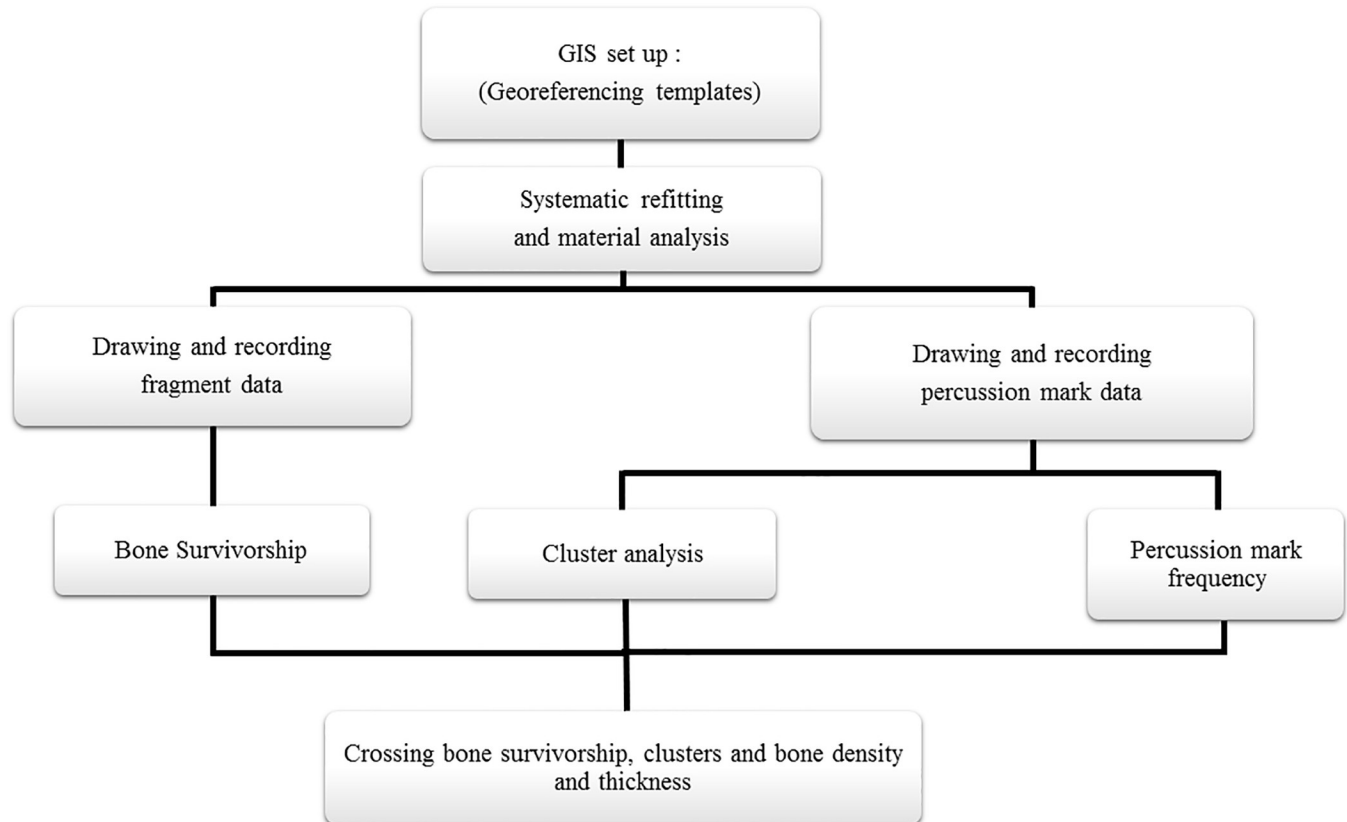 GIS set up :
(Georeferencing templates)
Systematic refitting
and material analysis
Drawing and recording
fragment data
Drawing and recording
percussion mark data
Bone Survivorship
Cluster analysis
Percussion mark
frequency
Crossing bone survivorship, clusters and bone density
and thickness